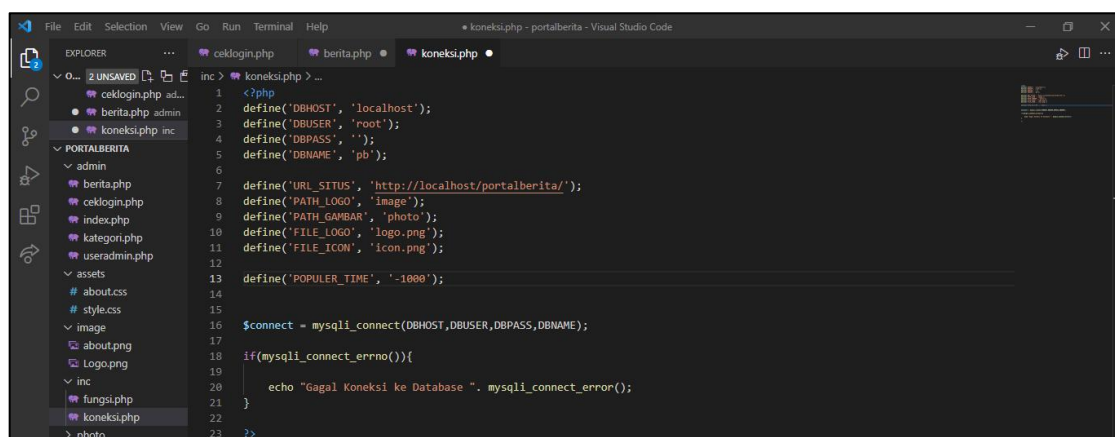 File Edit Selection View Go Run Terminal Help
● koneksi.php - portalberita - Visual Studio Code
EXPLORER
ceklogin.php
berita.php ●
koneksi.php ●
2
O... 2 UNSAVED
ceklogin.php ad...
● berita.php admin
● koneksi.php inc
PORTALBERITA
admin
berita.php
ceklogin.php
index.php
kategori.php
useradmin.php
assets
# about.css
# style.css
image
about.png
Logo.png
inc
fungsi.php
koneksi.php
photo
inc > koneksi.php > ...
1 <?php
2 define('DBHOST', 'localhost');
3 define('DBUSER', 'root');
4 define('DBPASS', '');
5 define('DBNAME', 'pb');
6
7 define('URL_SITUS', 'http://localhost/portalberita/');
8 define('PATH_LOGO', 'image');
9 define('PATH_GAMBAR', 'photo');
10 define('FILE_LOGO', 'logo.png');
11 define('FILE_ICON', 'icon.png');
12
13 define('POPULER_TIME', '-1000');
14
15
16 $connect = mysqli_connect(DBHOST,DBUSER,DBPASS,DBNAME);
17
18 if(mysqli_connect_errno()){
19
20 echo "Gagal Koneksi ke Database ". mysqli_connect_error();
21 }
22
23 ?>